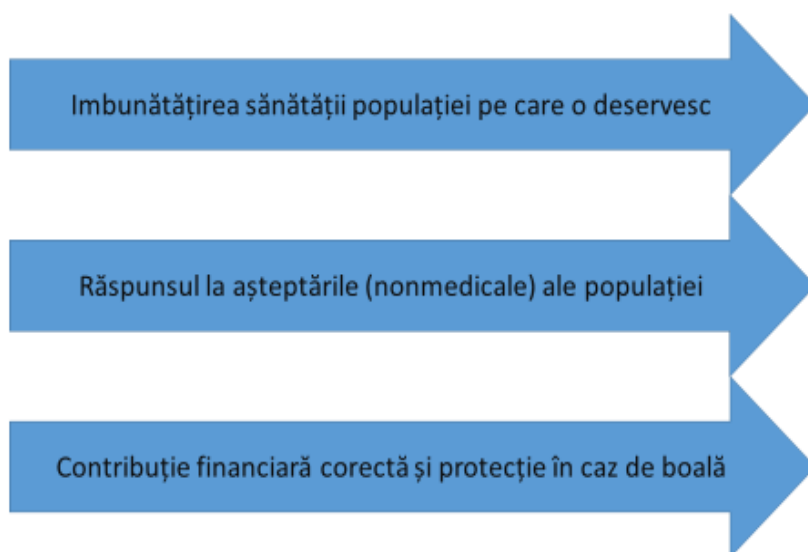 Imbunătățirea sănătății populației pe care o deservesc
Răspunsul la așteptările (nonmedicale) ale populației
Contribuție financiară corectă și protecție în caz de boală